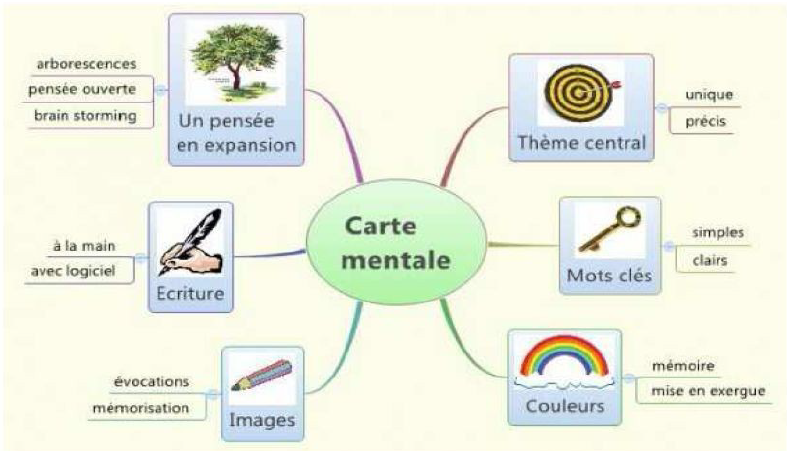 Carte
mentale
Thème central
unique
précis
Mots clés
simples
clairs
Couleurs
mémoire
mise en exergue
Images
évocations
mémorisation
Ecriture
à la main
avec logiciel
Un pensée
en expansion
arborescences
pensée ouverte
brain storming